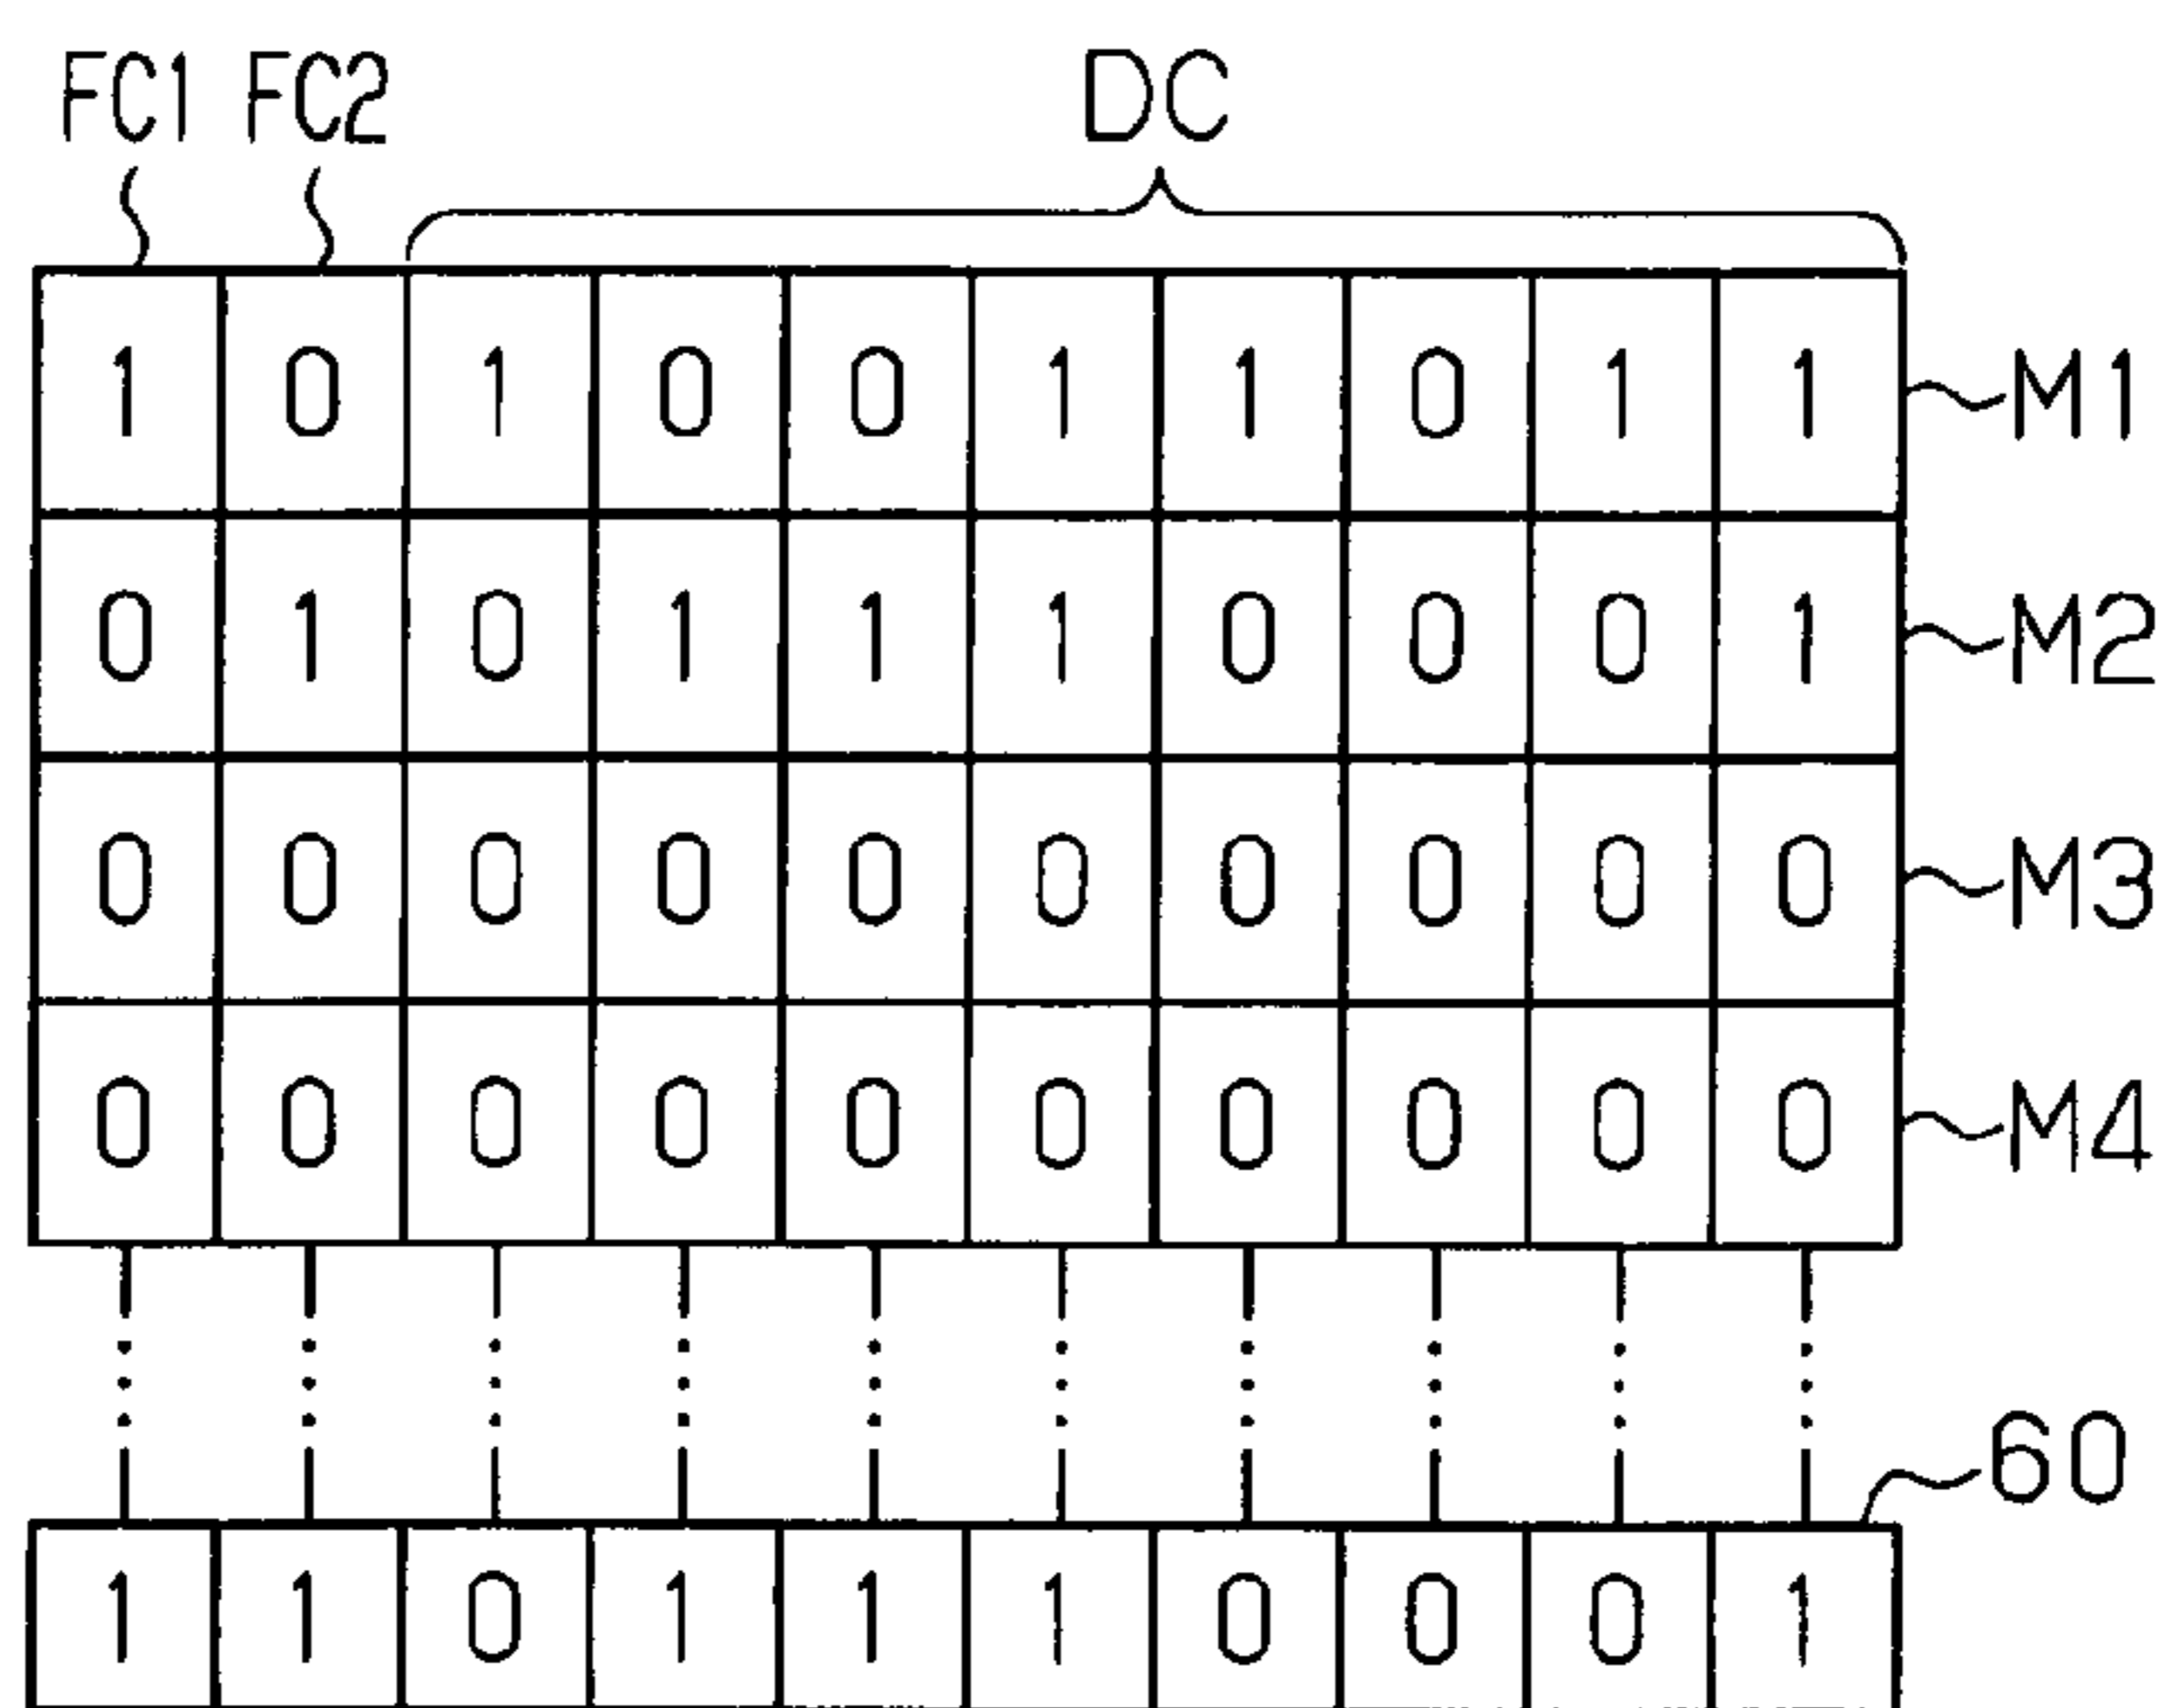 FC1 FC2 DC
1 0 1 0 0 1 1 0 1 1 M1
0 1 0 1 1 1 0 0 0 1 M2
0 0 0 0 0 0 0 0 0 0 M3
0 0 0 0 0 0 0 0 0 0 M4
60
1 1 0 1 1 1 0 0 0 1